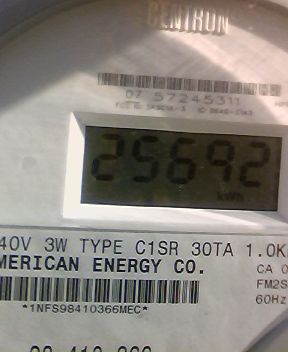 CENTRON
07 57245311
25692
kWh
40V 3W TYPE C1SR 30TA 1.0K
MERICAN ENERGY CO.
CA 0
FM2S
60Hz
*1NFS98410366MEC*